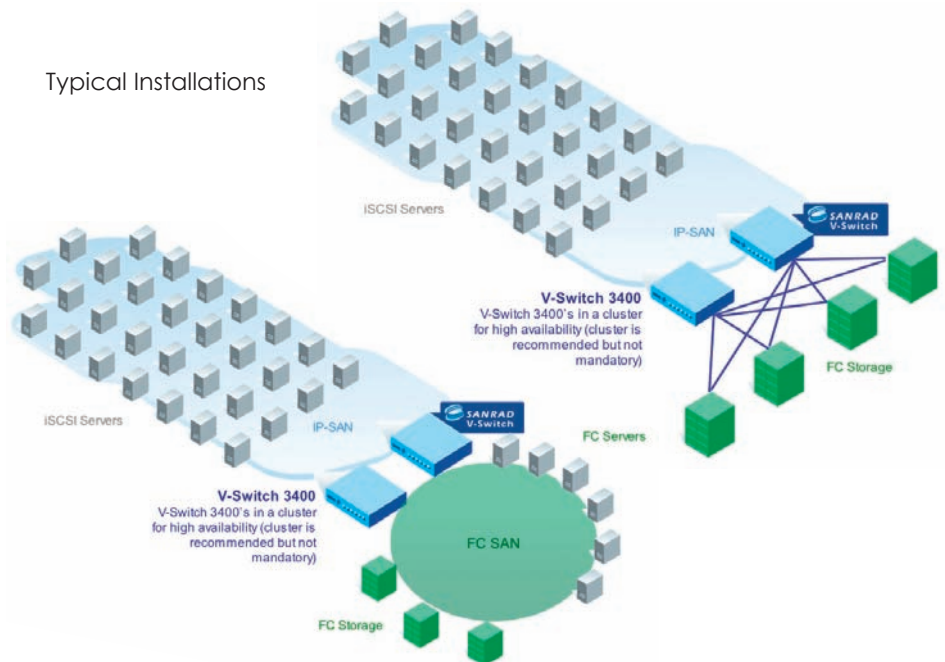 Typical Installations
iSCSI Servers
IP-SAN
SANRAD
V-Switch
V-Switch 3400
V-Switch 3400's in a cluster
for high availability (cluster is
recommended but not
mandatory)
FC Storage
FC Servers
iSCSI Servers
IP-SAN
SANRAD
V-Switch
V-Switch 3400
V-Switch 3400's in a cluster
for high availability (cluster is
recommended but not
mandatory)
FC SAN
FC Storage